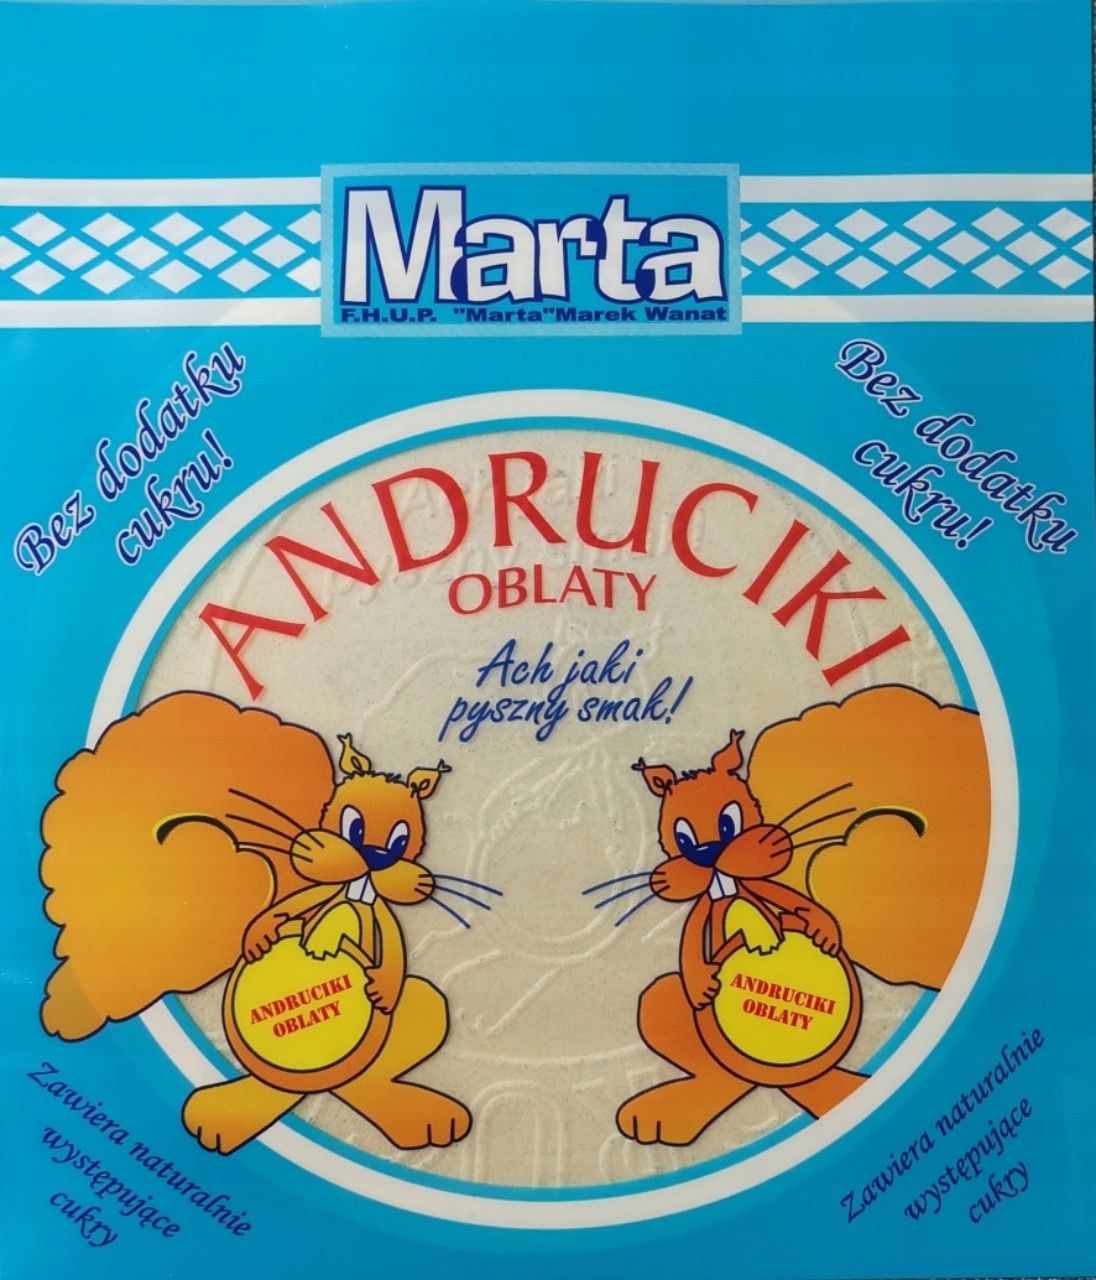 Marta
F.H.U.P. "Marta"Marek Wanat
Bez dodatku
cukru!
Bez dodatku
cukru!
ANDRUCIKI
OBLATY
Ach jaki
pyszny smak!
ANDRUCIKI
OBLATY
ANDRUCIKI
OBLATY
Zawiera naturalnie
występujące
cukry
Zawiera naturalnie
występujące
cukry